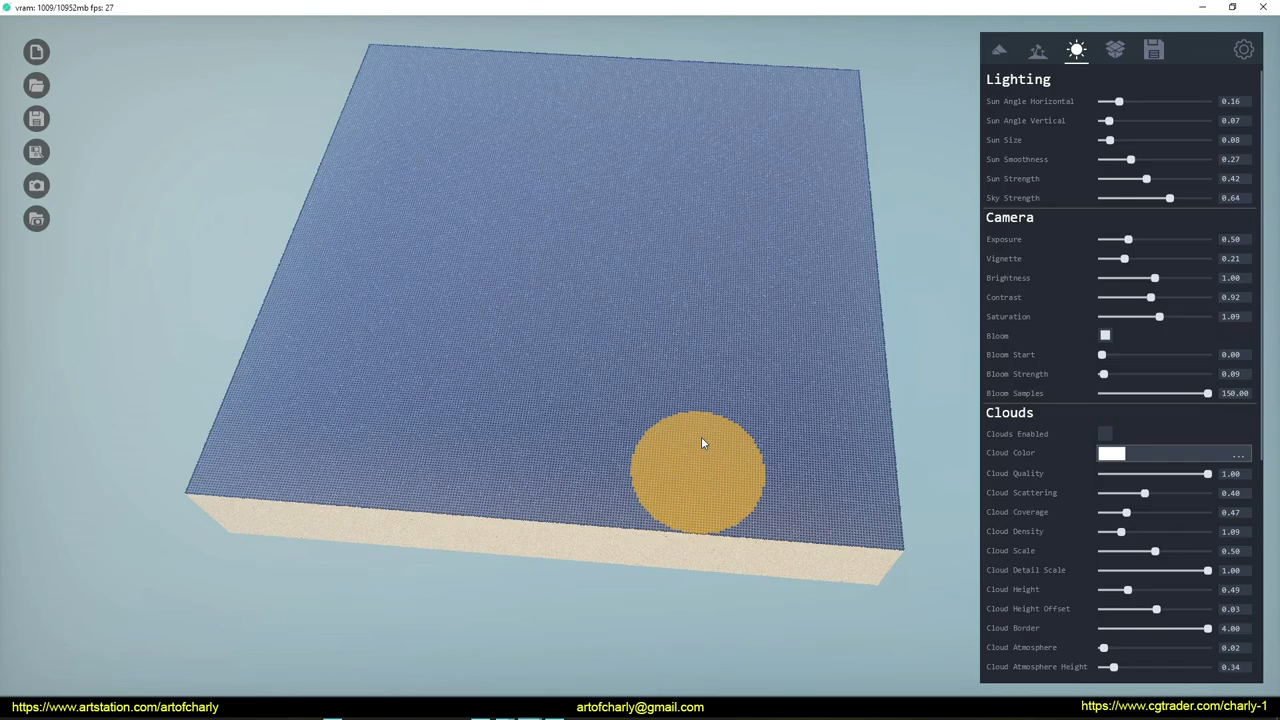 vram: 1009/10952mb fps: 27
Lighting
Sun Angle Horizontal 0.16
Sun Angle Vertical 0.07
Sun Size 0.08
Sun Smoothness 0.27
Sun Strength 0.42
Sky Strength 0.64
Camera
Exposure 0.50
Vignette 0.21
Brightness 1.00
Contrast 0.92
Saturation 1.09
Bloom
Bloom Start 0.00
Bloom Strength 0.09
Bloom Samples 150.00
Clouds
Clouds Enabled
Cloud Color ...
Cloud Quality 1.00
Cloud Scattering 0.40
Cloud Coverage 0.47
Cloud Density 1.09
Cloud Scale 0.50
Cloud Detail Scale 1.00
Cloud Height 0.49
Cloud Height Offset 0.03
Cloud Border 4.00
Cloud Atmosphere 0.02
Cloud Atmosphere Height 0.34
https://www.artstation.com/artofcharly artofcharly@gmail.com https://www.cgtrader.com/charly-1